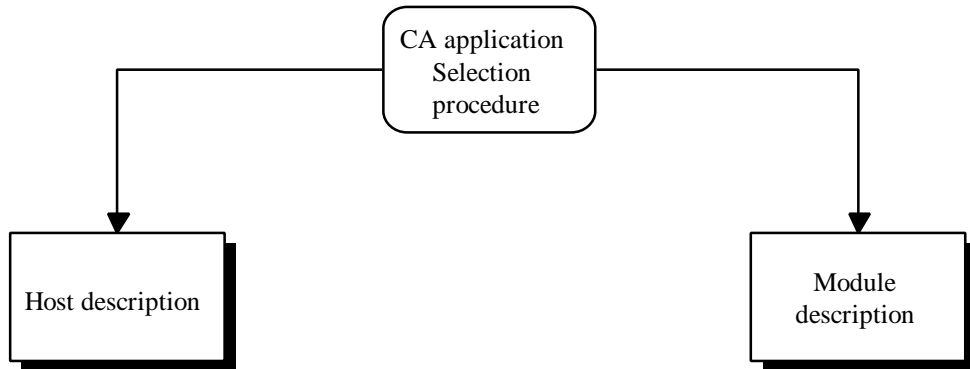 CA application
Selection
procedure
Host description
Module
description